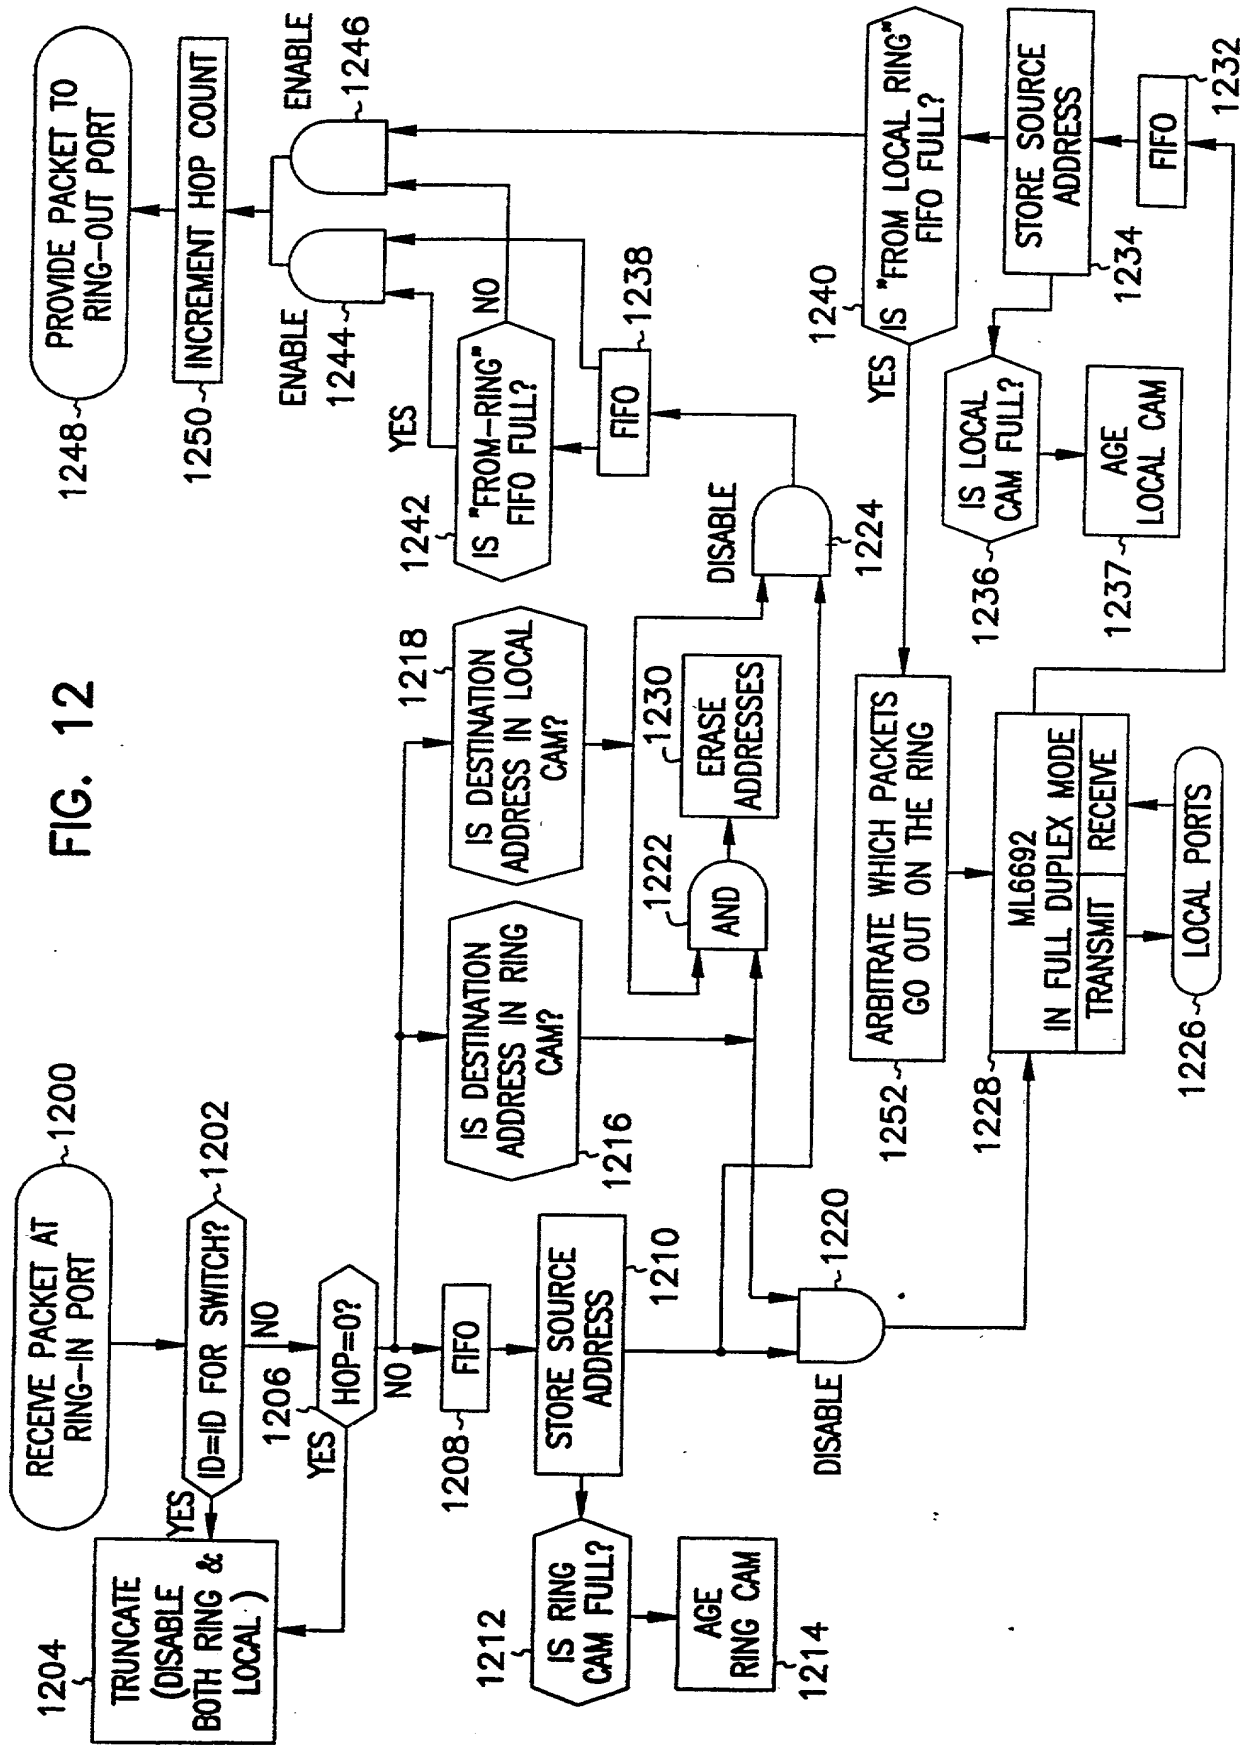 FIG. 12
1200
RECEIVE PACKET AT
RING-IN PORT
1202
ID=ID FOR SWITCH?
YES
NO
1204
TRUNCATE
(DISABLE
BOTH RING &
LOCAL)
1206
HOP=0?
YES
NO
1208
FIFO
1210
STORE SOURCE
ADDRESS
1212
IS RING
CAM FULL?
1214
AGE
RING CAM
1216
IS DESTINATION
ADDRESS IN RING
CAM?
1218
IS DESTINATION
ADDRESS IN LOCAL
CAM?
1220
DISABLE
1222
AND
1230
ERASE
ADDRESSES
DISABLE
1224
1238
FIFO
1242
IS "FROM-RING"
FIFO FULL?
YES
NO
ENABLE
1244
ENABLE
1246
1250
INCREMENT HOP COUNT
1248
PROVIDE PACKET TO
RING-OUT PORT
1252
ARBITRATE WHICH PACKETS
GO OUT ON THE RING
1228
ML6692
IN FULL DUPLEX MODE
TRANSMIT
RECEIVE
1226
LOCAL PORTS
1232
FIFO
1234
STORE SOURCE
ADDRESS
1236
IS LOCAL
CAM FULL?
1237
AGE
LOCAL CAM
1240
IS "FROM LOCAL RING"
FIFO FULL?
YES